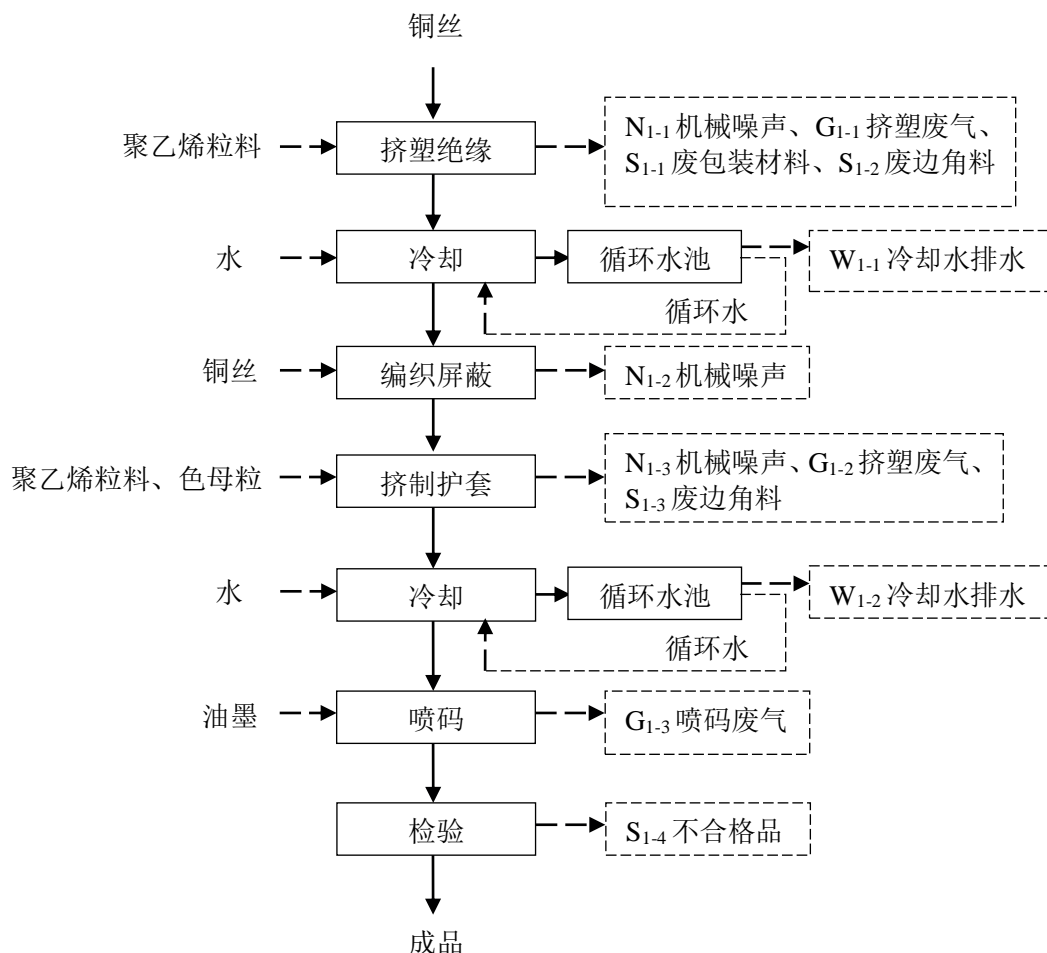 铜丝
聚乙烯粒料
挤塑绝缘
N1-1 机械噪声、G1-1 挤塑废气、
S1-1 废包装材料、S1-2 废边角料
水
冷却
循环水池
W1-1 冷却水排水
循环水
铜丝
编织屏蔽
N1-2 机械噪声
聚乙烯粒料、色母粒
挤制护套
N1-3 机械噪声、G1-2 挤塑废气、
S1-3 废边角料
水
冷却
循环水池
W1-2 冷却水排水
循环水
油墨
喷码
G1-3 喷码废气
检验
S1-4 不合格品
成品